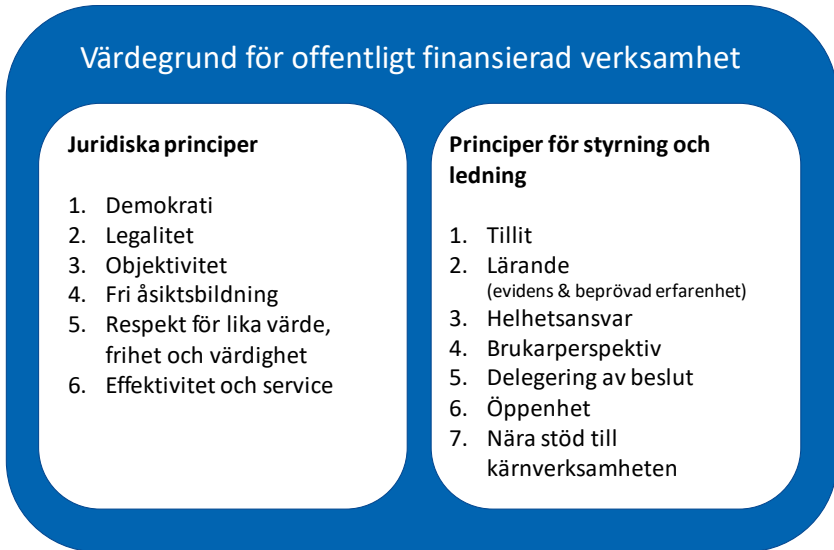 Värdegrund för offentligt finansierad verksamhet
Juridiska principer
1. Demokrati
2. Legalitet
3. Objektivitet
4. Fri åsiktsbildning
5. Respekt för lika värde,
frihet och värdighet
6. Effektivitet och service
Principer för styrning och
ledning
1. Tillit
2. Lärande
(evidens & beprövad erfarenhet)
3. Helhetsansvar
4. Brukarperspektiv
5. Delegering av beslut
6. Öppenhet
7. Nära stöd till
kärnverksamheten